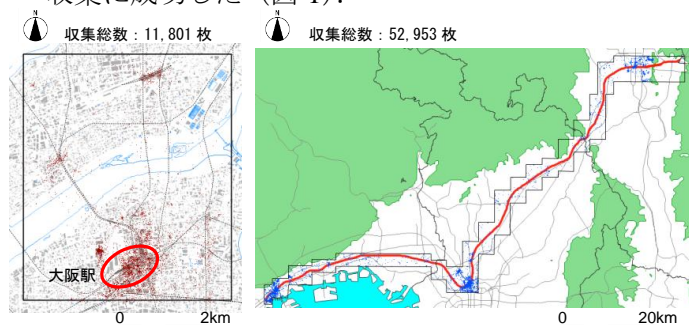 収集に成功した（図 1）．
N
収集総数：11,801 枚
N
収集総数：52,953 枚
大阪駅
0 2km
0 20km